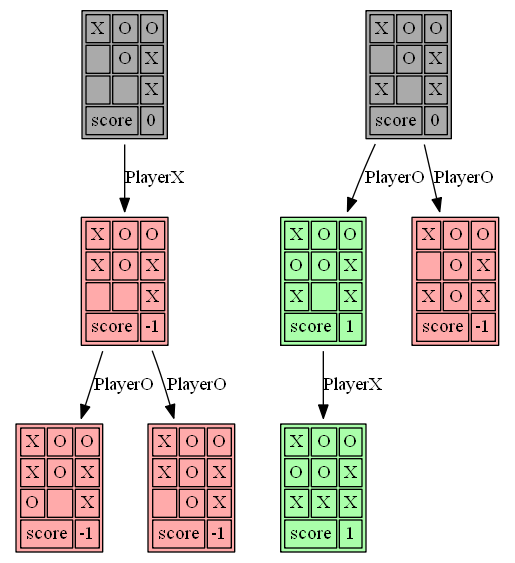 X O O
O X
X
score 0
X O O
O X
X X
score 0
PlayerX
PlayerO
PlayerO
X O O
X O X
X
score -1
X O O
O O X
X X
score 1
X O O
O X
X O X
score -1
PlayerO
PlayerO
PlayerX
X O O
X O X
O X
score -1
X O O
X O X
O X
score -1
X O O
O O X
X X X
score 1